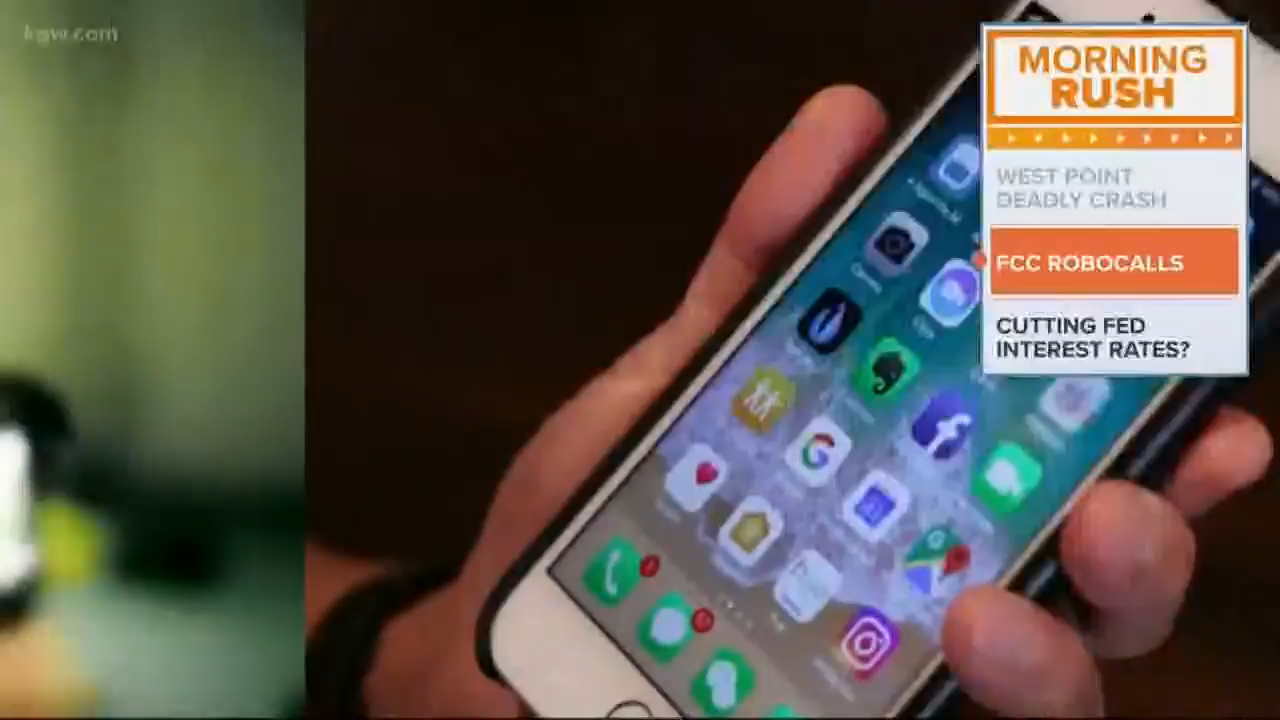 kgw.com
MORNING
RUSH
WEST POINT
DEADLY CRASH
FCC ROBOCALLS
CUTTING FED
INTEREST RATES?